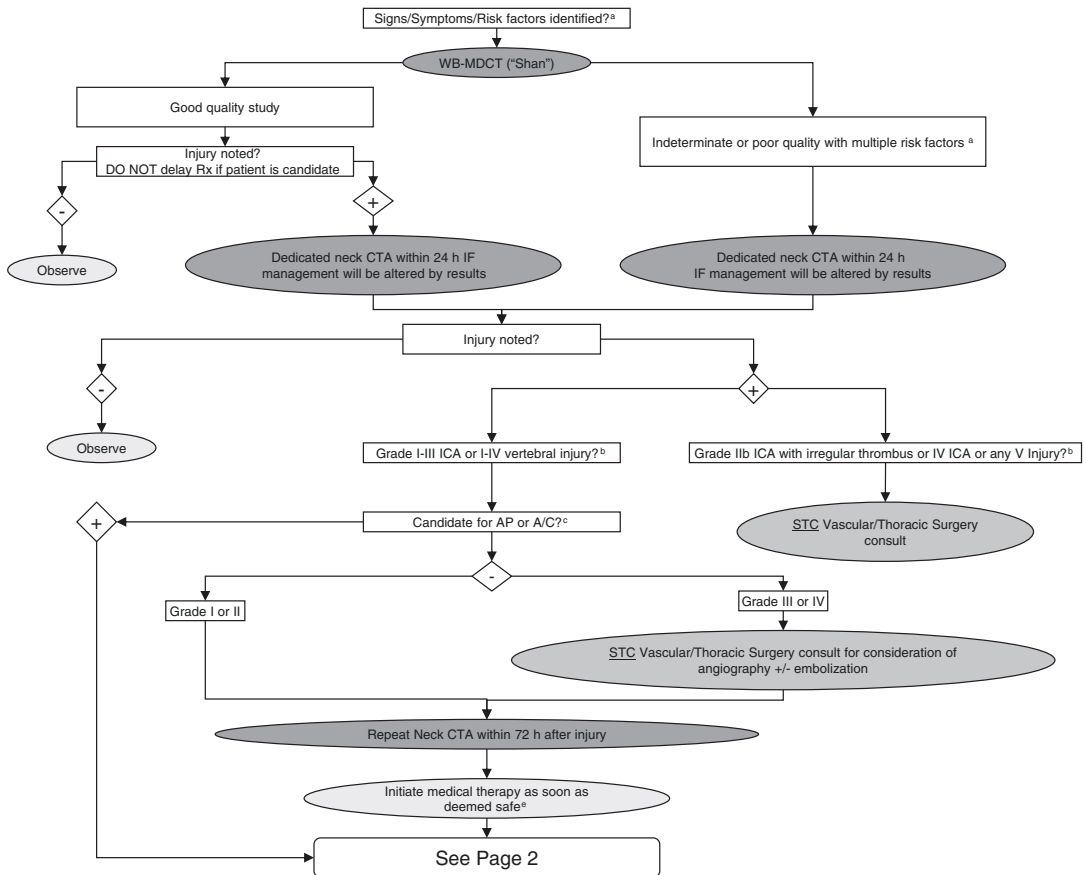 Signs/Symptoms/Risk factors identified?ᵃ
WB-MDCT ("Shan")
Good quality study
Indeterminate or poor quality with multiple risk factors ᵃ
Injury noted?
DO NOT delay Rx if patient is candidate
-
+
Observe
Dedicated neck CTA within 24 h IF
management will be altered by results
Dedicated neck CTA within 24 h
IF management will be altered by results
Injury noted?
-
+
Observe
Grade I-III ICA or I-IV vertebral injury?ᵇ
Grade IIb ICA with irregular thrombus or IV ICA or any V Injury?ᵇ
+
Candidate for AP or A/C?ᶜ
STC Vascular/Thoracic Surgery
consult
-
Grade I or II
Grade III or IV
STC Vascular/Thoracic Surgery consult for consideration of
angiography +/- embolization
Repeat Neck CTA within 72 h after injury
Initiate medical therapy as soon as
deemed safeᵉ
See Page 2